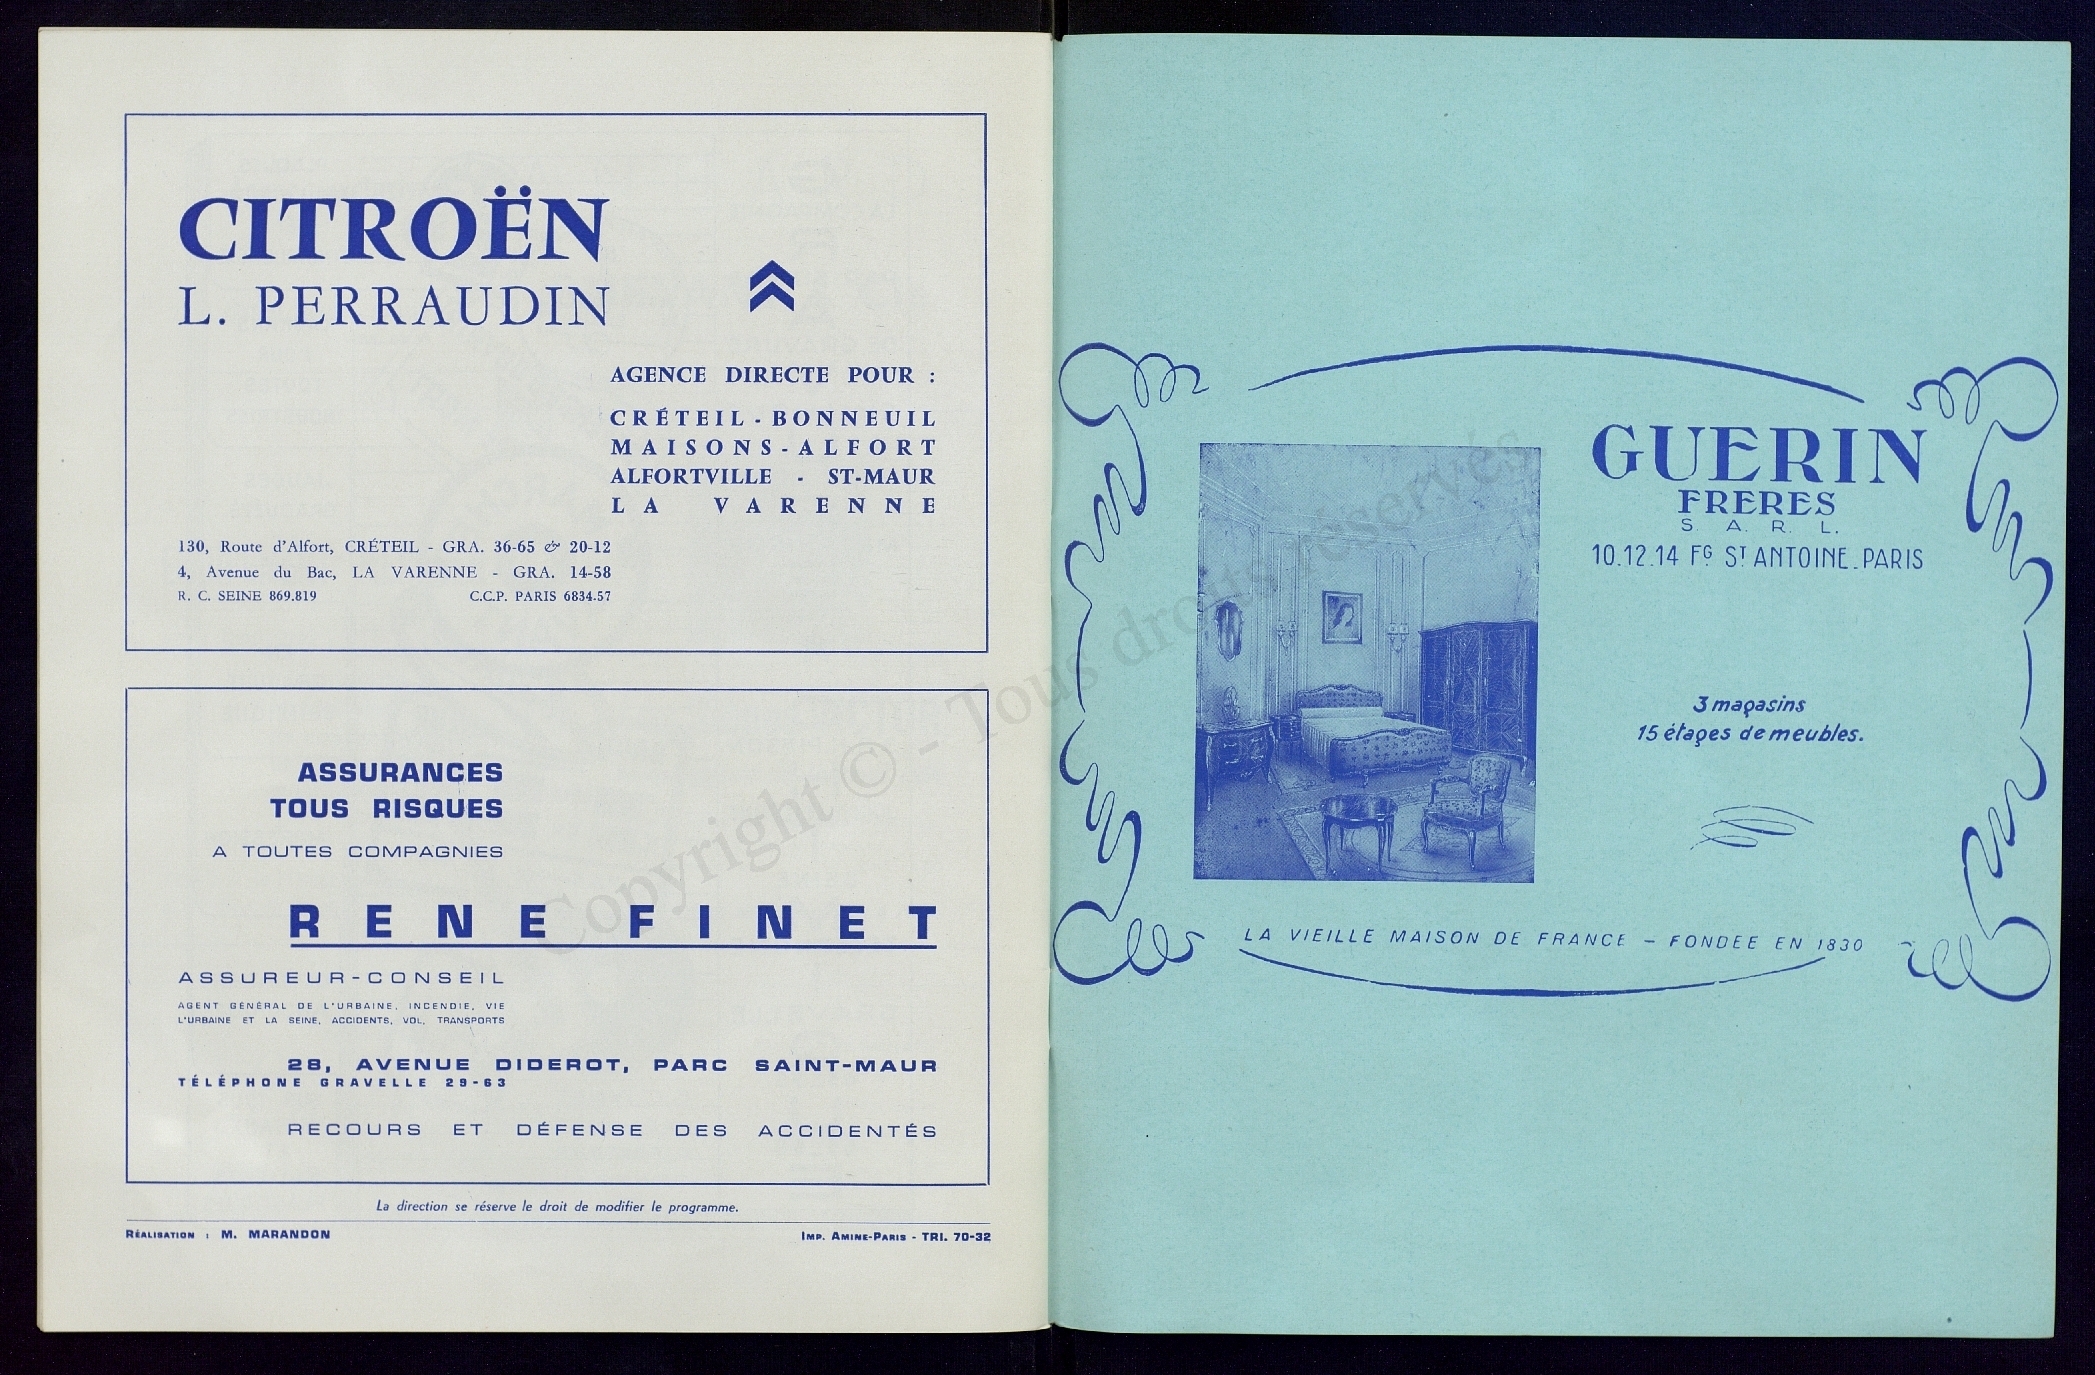 CITROËN
L. PERRAUDIN
AGENCE DIRECTE POUR :
CRÉTEIL - BONNEUIL
MAISONS - ALFORT
ALFORTVILLE - ST-MAUR
LA VARENNE
130, Route d'Alfort, CRÉTEIL - GRA. 36-65 & 20-12
4, Avenue du Bac, LA VARENNE - GRA. 14-58
R. C. SEINE 869.819 C.C.P. PARIS 6834-57
ASSURANCES
TOUS RISQUES
A TOUTES COMPAGNIES
RENE FINET
ASSUREUR-CONSEIL
AGENT GÉNÉRAL DE L'URBAINE, INCENDIE, VIE
L'URBAINE ET LA SEINE, ACCIDENTS, VOL, TRANSPORTS
28, AVENUE DIDEROT, PARC SAINT-MAUR
TÉLÉPHONE GRAVELLE 29-63
RECOURS ET DÉFENSE DES ACCIDENTÉS
La direction se réserve le droit de modifier le programme.
RÉALISATION : M. MARANDON
IMP. AMINE-PARIS - TRI. 70-32
GUERIN
FRERES
S. A. R. L.
10.12.14 FG ST ANTOINE_PARIS
3 magasins
15 étages de meubles.
LA VIEILLE MAISON DE FRANCE – FONDEE EN 1830
Copyright © - Tous droits réservés